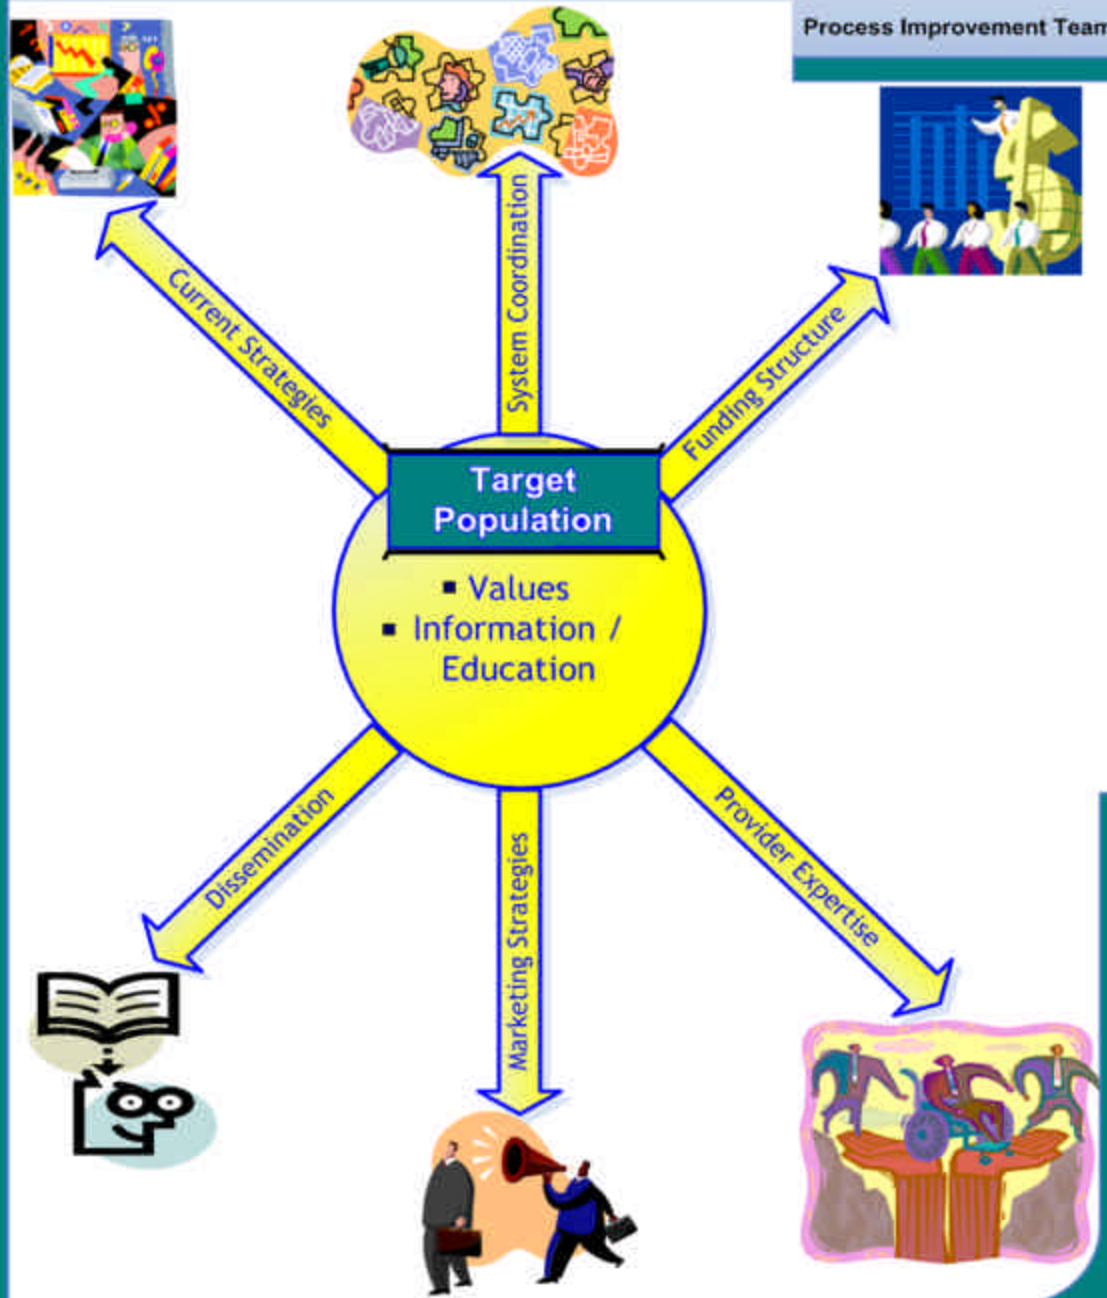 Process Improvement Team
System Coordination
Current Strategies
Funding Structure
Target
Population
▪ Values
▪ Information /
Education
Dissemination
Marketing Strategies
Provider Expertise